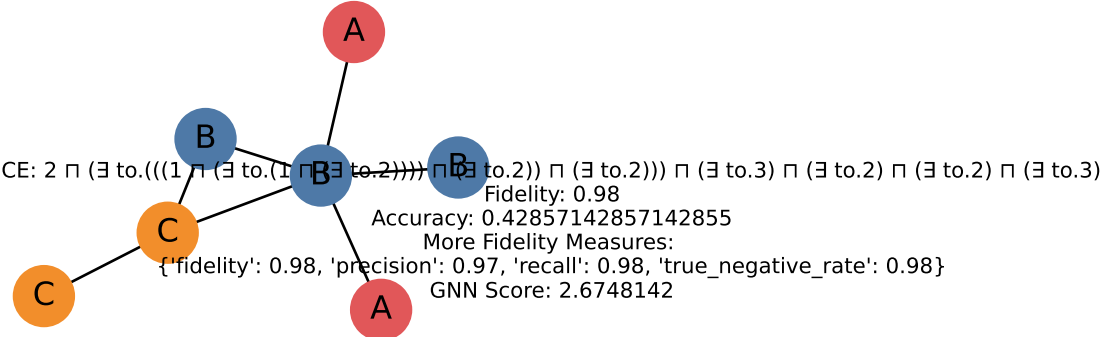 A
B
B
B
CE: 2 ⊓ (∃ to.(((1 ⊓ (∃ to.(1 ⊓ (∃ to.2)))) ⊓ (∃ to.2)) ⊓ (∃ to.2))) ⊓ (∃ to.3) ⊓ (∃ to.2) ⊓ (∃ to.2) ⊓ (∃ to.3)
Fidelity: 0.98
Accuracy: 0.42857142857142855
C
More Fidelity Measures:
{'fidelity': 0.98, 'precision': 0.97, 'recall': 0.98, 'true_negative_rate': 0.98}
GNN Score: 2.6748142
C
A